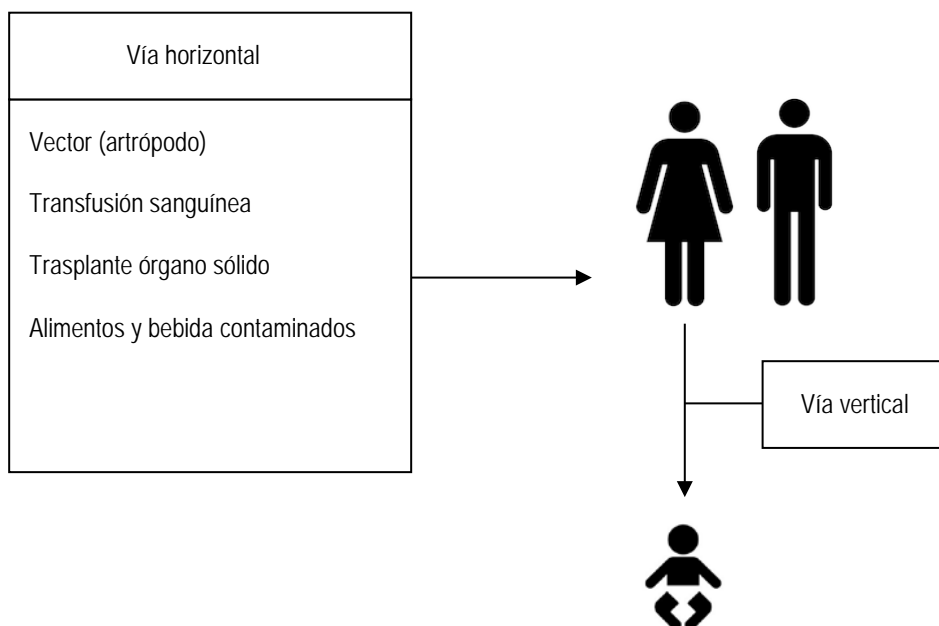 Vía horizontal
Vector (artrópodo)
Transfusión sanguínea
Trasplante órgano sólido
Alimentos y bebida contaminados
Vía vertical